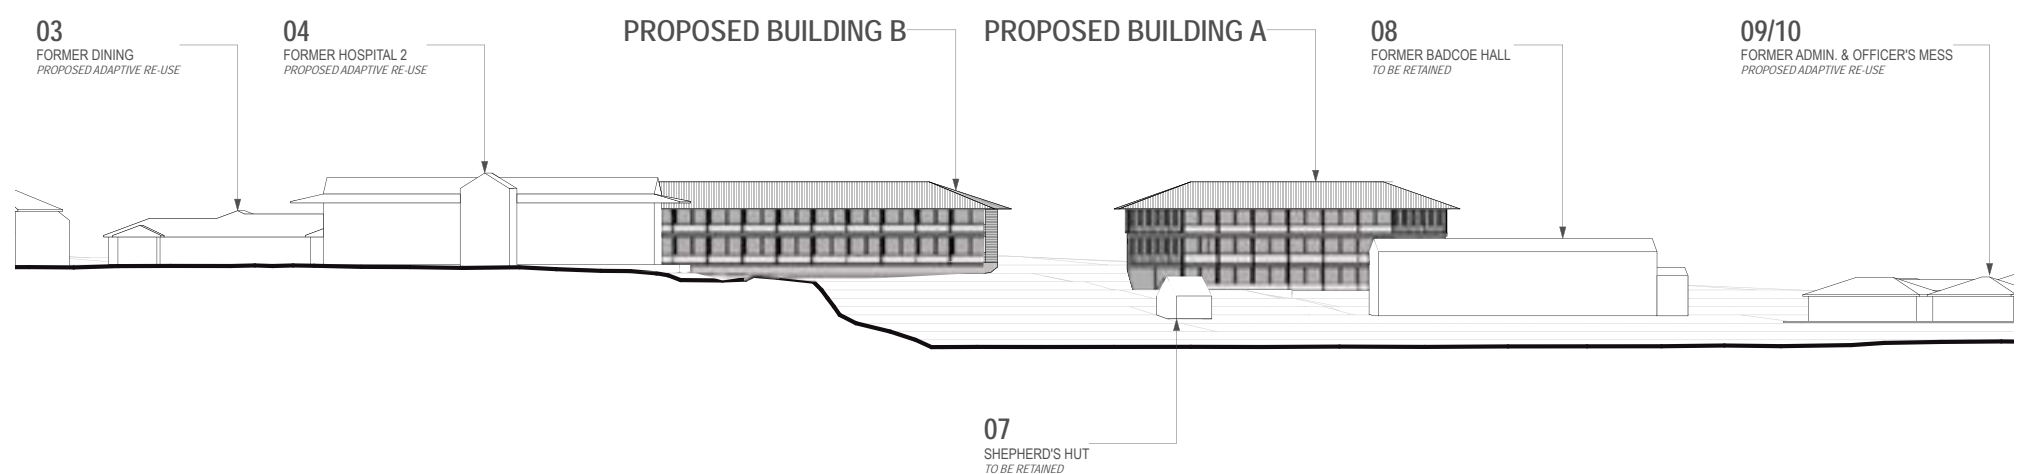 03
FORMER DINING
PROPOSED ADAPTIVE RE-USE
04
FORMER HOSPITAL 2
PROPOSED ADAPTIVE RE-USE
PROPOSED BUILDING B
PROPOSED BUILDING A
08
FORMER BADCOE HALL
TO BE RETAINED
09/10
FORMER ADMIN. & OFFICER'S MESS
PROPOSED ADAPTIVE RE-USE
07
SHEPHERD'S HUT
TO BE RETAINED